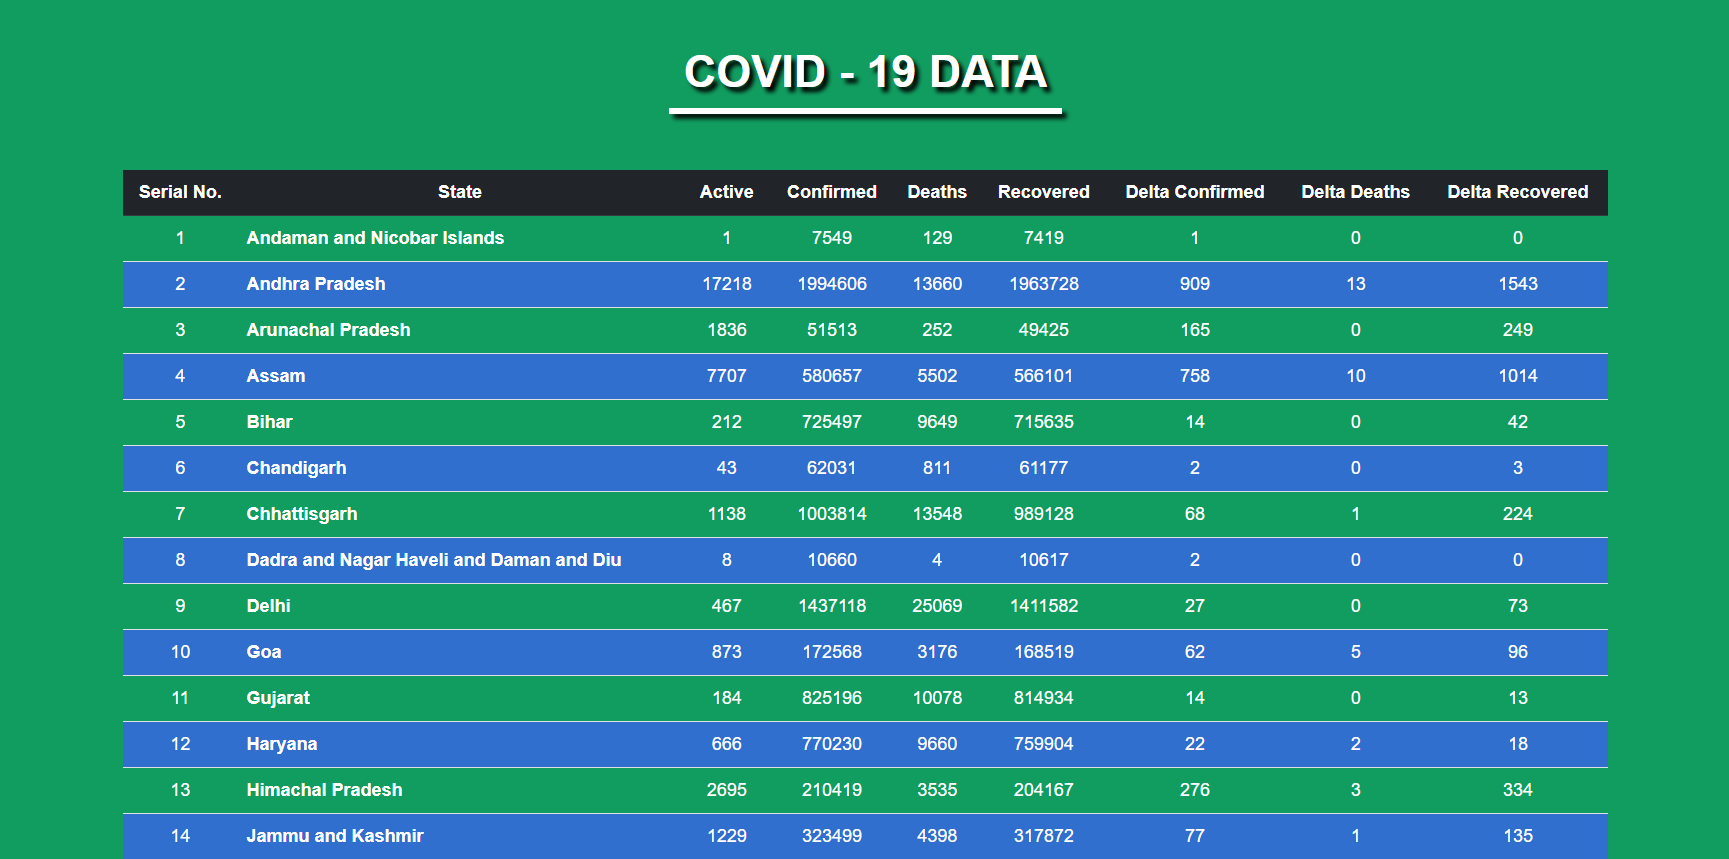 COVID - 19 DATA
Serial No. State Active Confirmed Deaths Recovered Delta Confirmed Delta Deaths Delta Recovered
1 Andaman and Nicobar Islands 1 7549 129 7419 1 0 0
2 Andhra Pradesh 17218 1994606 13660 1963728 909 13 1543
3 Arunachal Pradesh 1836 51513 252 49425 165 0 249
4 Assam 7707 580657 5502 566101 758 10 1014
5 Bihar 212 725497 9649 715635 14 0 42
6 Chandigarh 43 62031 811 61177 2 0 3
7 Chhattisgarh 1138 1003814 13548 989128 68 1 224
8 Dadra and Nagar Haveli and Daman and Diu 8 10660 4 10617 2 0 0
9 Delhi 467 1437118 25069 1411582 27 0 73
10 Goa 873 172568 3176 168519 62 5 96
11 Gujarat 184 825196 10078 814934 14 0 13
12 Haryana 666 770230 9660 759904 22 2 18
13 Himachal Pradesh 2695 210419 3535 204167 276 3 334
14 Jammu and Kashmir 1229 323499 4398 317872 77 1 135